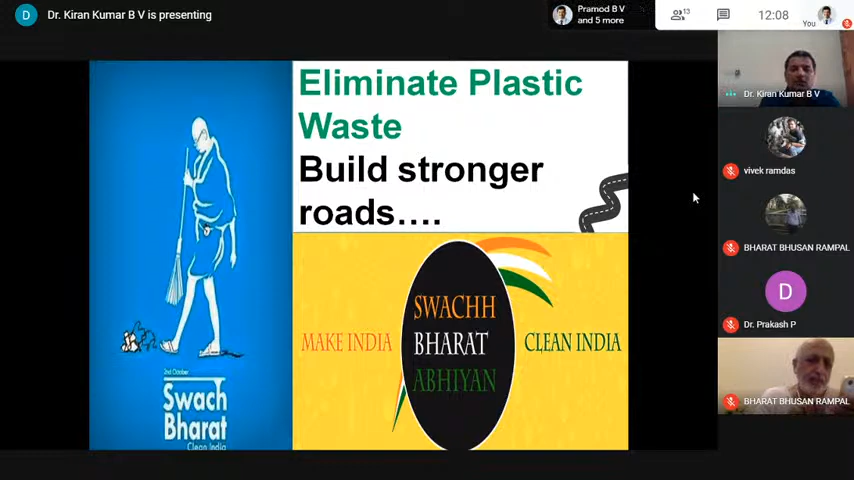 D
Dr. Kiran Kumar B V is presenting
Pramod B V
and 5 more
13
12:08
You
Eliminate Plastic
Waste
Build stronger
roads....
2nd October
Swach
Bharat
Clean India
MAKE INDIA
SWACHH
BHARAT
ABHIYAN
CLEAN INDIA
Dr. Kiran Kumar B V
vivek ramdas
BHARAT BHUSAN RAMPAL
D
Dr. Prakash P
BHARAT BHUSAN RAMPAL